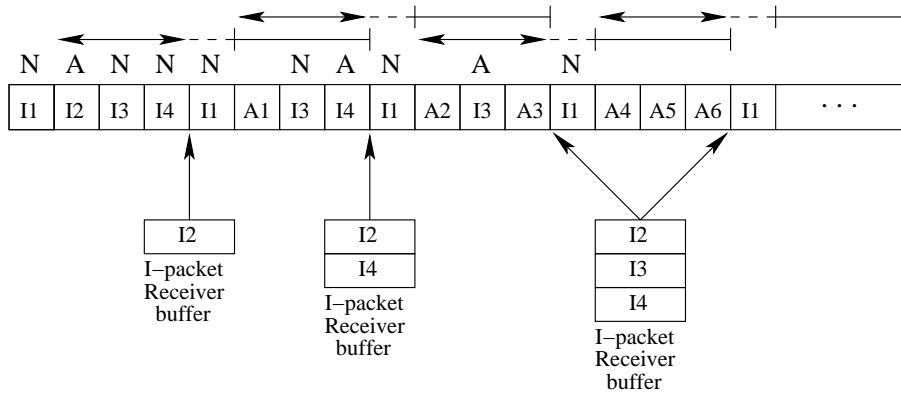 N A N N N N A N A N
I1 I2 I3 I4 I1 A1 I3 I4 I1 A2 I3 A3 I1 A4 A5 A6 I1 · · ·
I2
I−packet
Receiver
buffer
I2
I4
I−packet
Receiver
buffer
I2
I3
I4
I−packet
Receiver
buffer